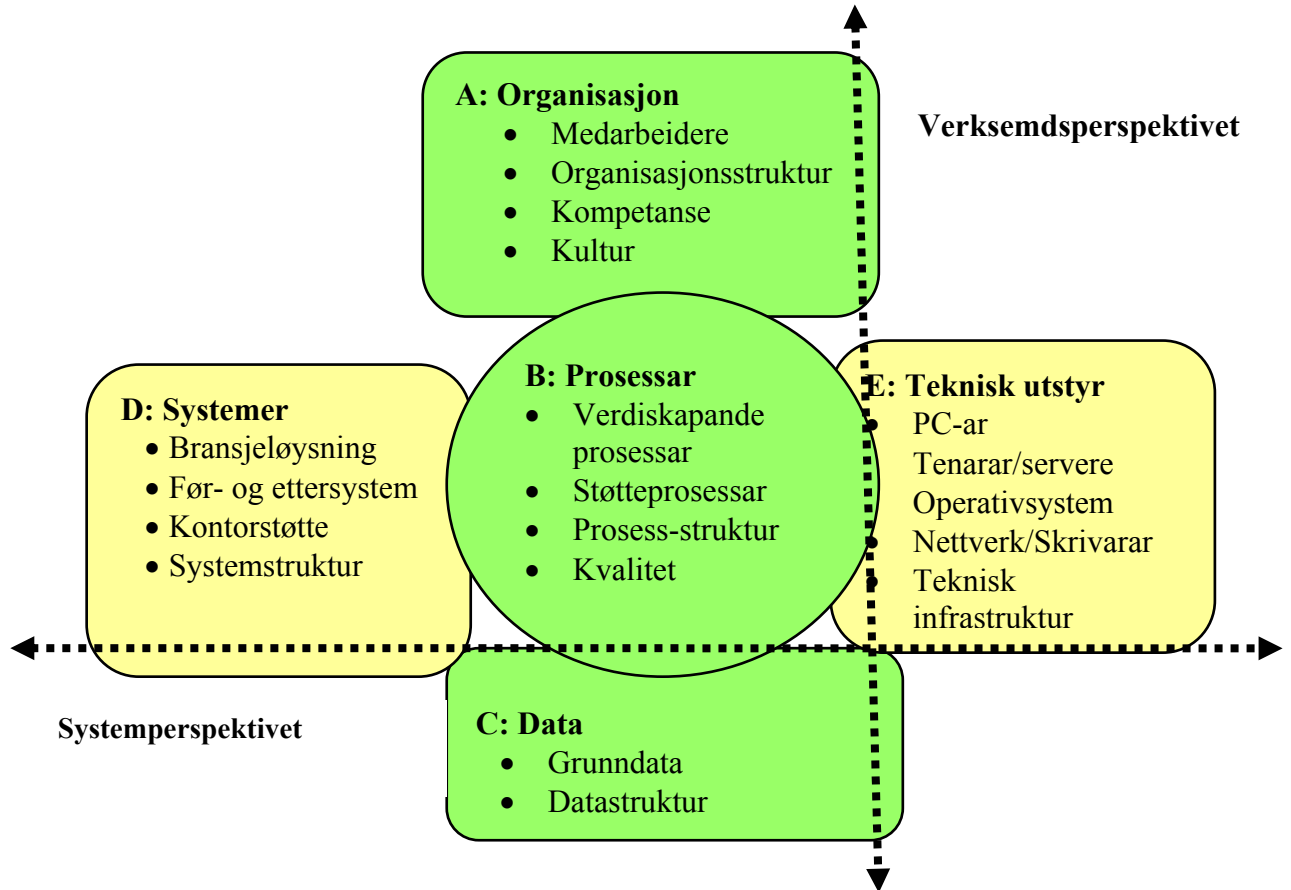 A: Organisasjon
• Medarbeidere
• Organisasjonsstruktur
• Kompetanse
• Kultur
Verksemdsperspektivet
B: Prosessar
• Verdiskapande
prosessar
• Støtteprosessar
• Prosess-struktur
• Kvalitet
D: Systemer
• Bransjeløysning
• Før- og ettersystem
• Kontorstøtte
• Systemstruktur
E: Teknisk utstyr
• PC-ar
Tenarar/servere
Operativsystem
• Nettverk/Skrivarar
• Teknisk
infrastruktur
Systemperspektivet
C: Data
• Grunndata
• Datastruktur